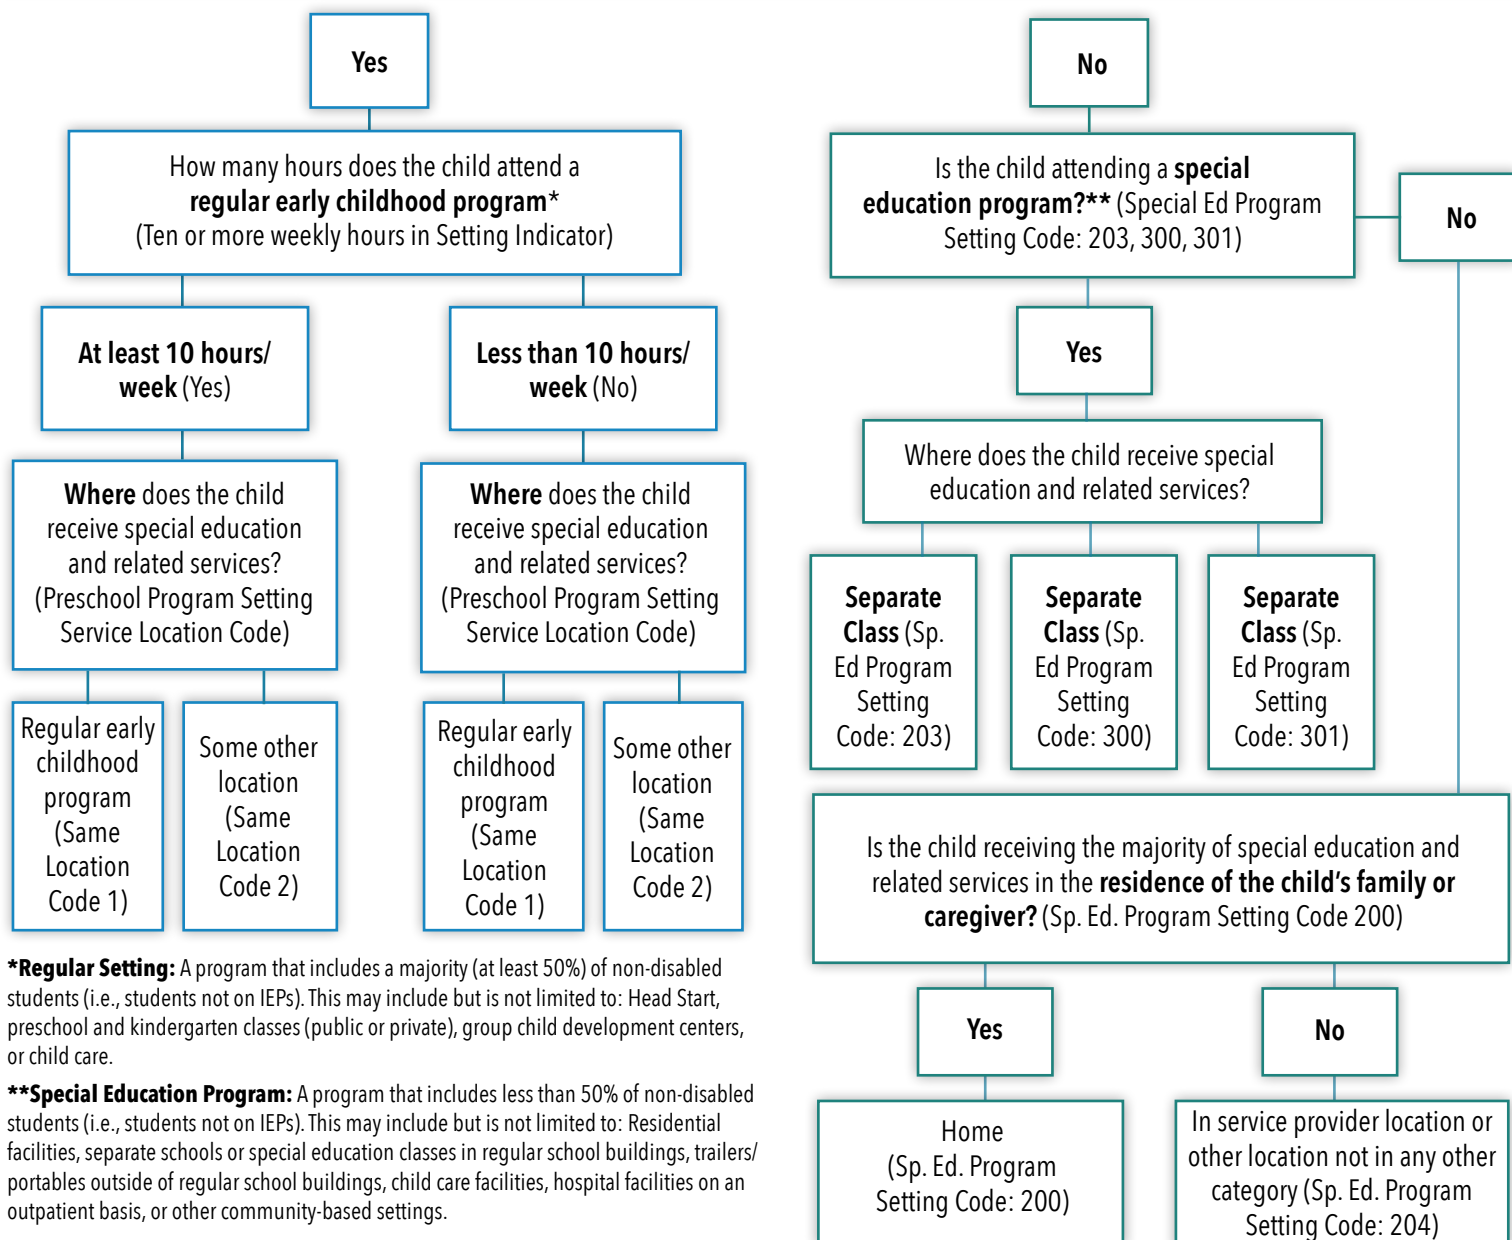 Yes
How many hours does the child attend a
regular early childhood program*
(Ten or more weekly hours in Setting Indicator)
At least 10 hours/
week (Yes)
Less than 10 hours/
week (No)
Where does the child
receive special education
and related services?
(Preschool Program Setting
Service Location Code)
Where does the child
receive special education
and related services?
(Preschool Program Setting
Service Location Code)
Regular early
childhood
program
(Same
Location
Code 1)
Some other
location
(Same
Location
Code 2)
Regular early
childhood
program
(Same
Location
Code 1)
Some other
location
(Same
Location
Code 2)
*Regular Setting: A program that includes a majority (at least 50%) of non-disabled
students (i.e., students not on IEPs). This may include but is not limited to: Head Start,
preschool and kindergarten classes (public or private), group child development centers,
or child care.
**Special Education Program: A program that includes less than 50% of non-disabled
students (i.e., students not on IEPs). This may include but is not limited to: Residential
facilities, separate schools or special education classes in regular school buildings, trailers/
portables outside of regular school buildings, child care facilities, hospital facilities on an
outpatient basis, or other community-based settings.
No
Is the child attending a special
education program?** (Special Ed Program
Setting Code: 203, 300, 301)
No
Yes
Where does the child receive special
education and related services?
Separate
Class (Sp.
Ed Program
Setting
Code: 203)
Separate
Class (Sp.
Ed Program
Setting
Code: 300)
Separate
Class (Sp.
Ed Program
Setting
Code: 301)
Is the child receiving the majority of special education and
related services in the residence of the child's family or
caregiver? (Sp. Ed. Program Setting Code 200)
Yes
No
Home
(Sp. Ed. Program
Setting Code: 200)
In service provider location or
other location not in any other
category (Sp. Ed. Program
Setting Code: 204)